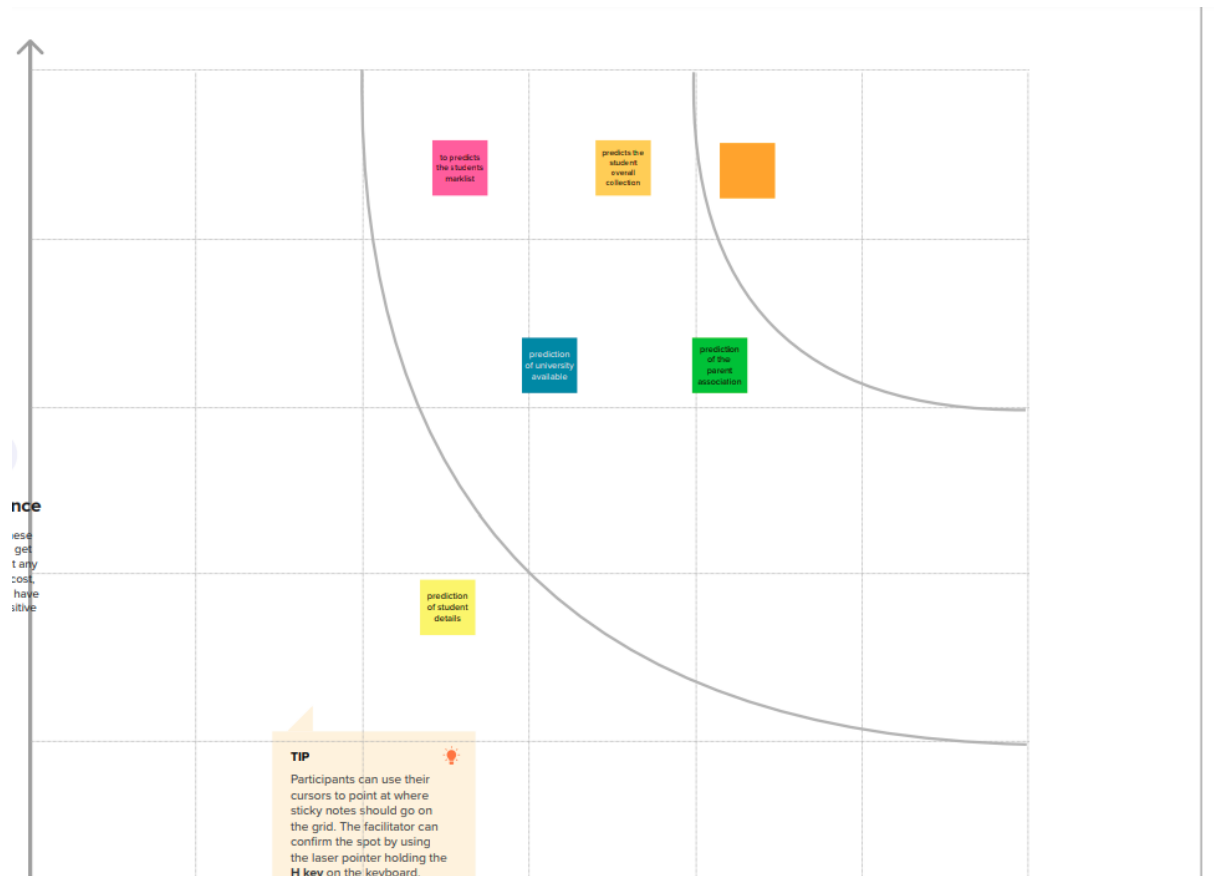 to predicts
the students
marklist
predicts the
student
overall
collection
prediction
of university
available
prediction
of the
parent
association
nce
ese
get
t any
cost,
have
sitive
prediction
of student
details
TIP
Participants can use their
cursors to point at where
sticky notes should go on
the grid. The facilitator can
confirm the spot by using
the laser pointer holding the
H key on the keyboard.